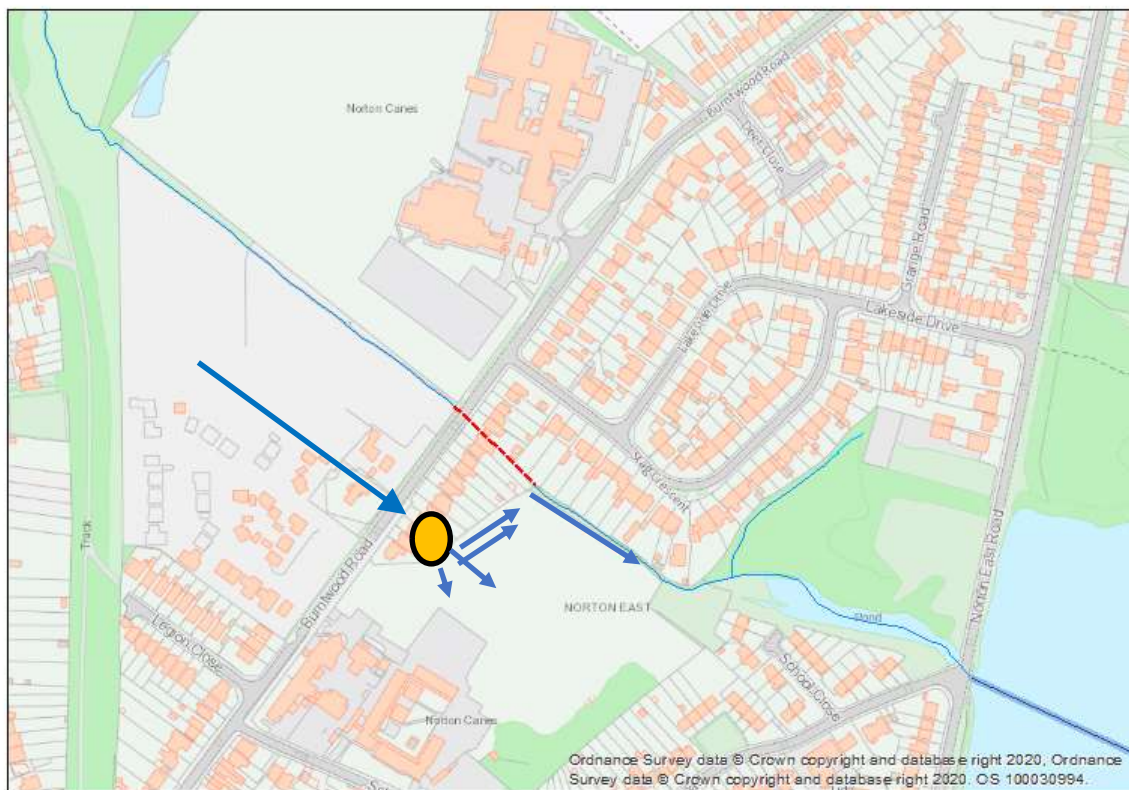 Norton Canes
Burntwood Road
Deer Close
Grange Road
Lakeside Drive
Lakeside Drive
Stag Crescent
Norton East Road
Track
Burntwood Road
NORTON EAST
pond
Legion Close
School Close
Norton Canes
Ordnance Survey data © Crown copyright and database right 2020, Ordnance
Survey data © Crown copyright and database right 2020. OS 100030994.